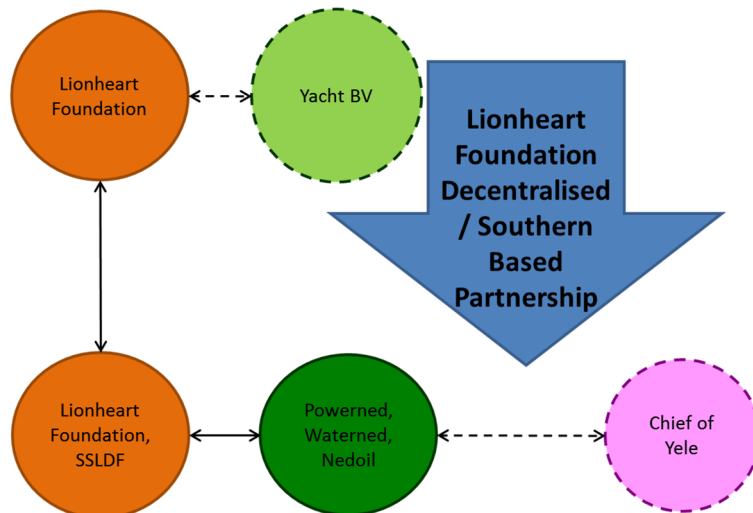 Lionheart
Foundation
Yacht BV
Lionheart
Foundation
Decentralised
/ Southern
Based
Partnership
Lionheart
Foundation,
SSLDF
Powerned,
Waterned,
Nedoil
Chief of
Yele